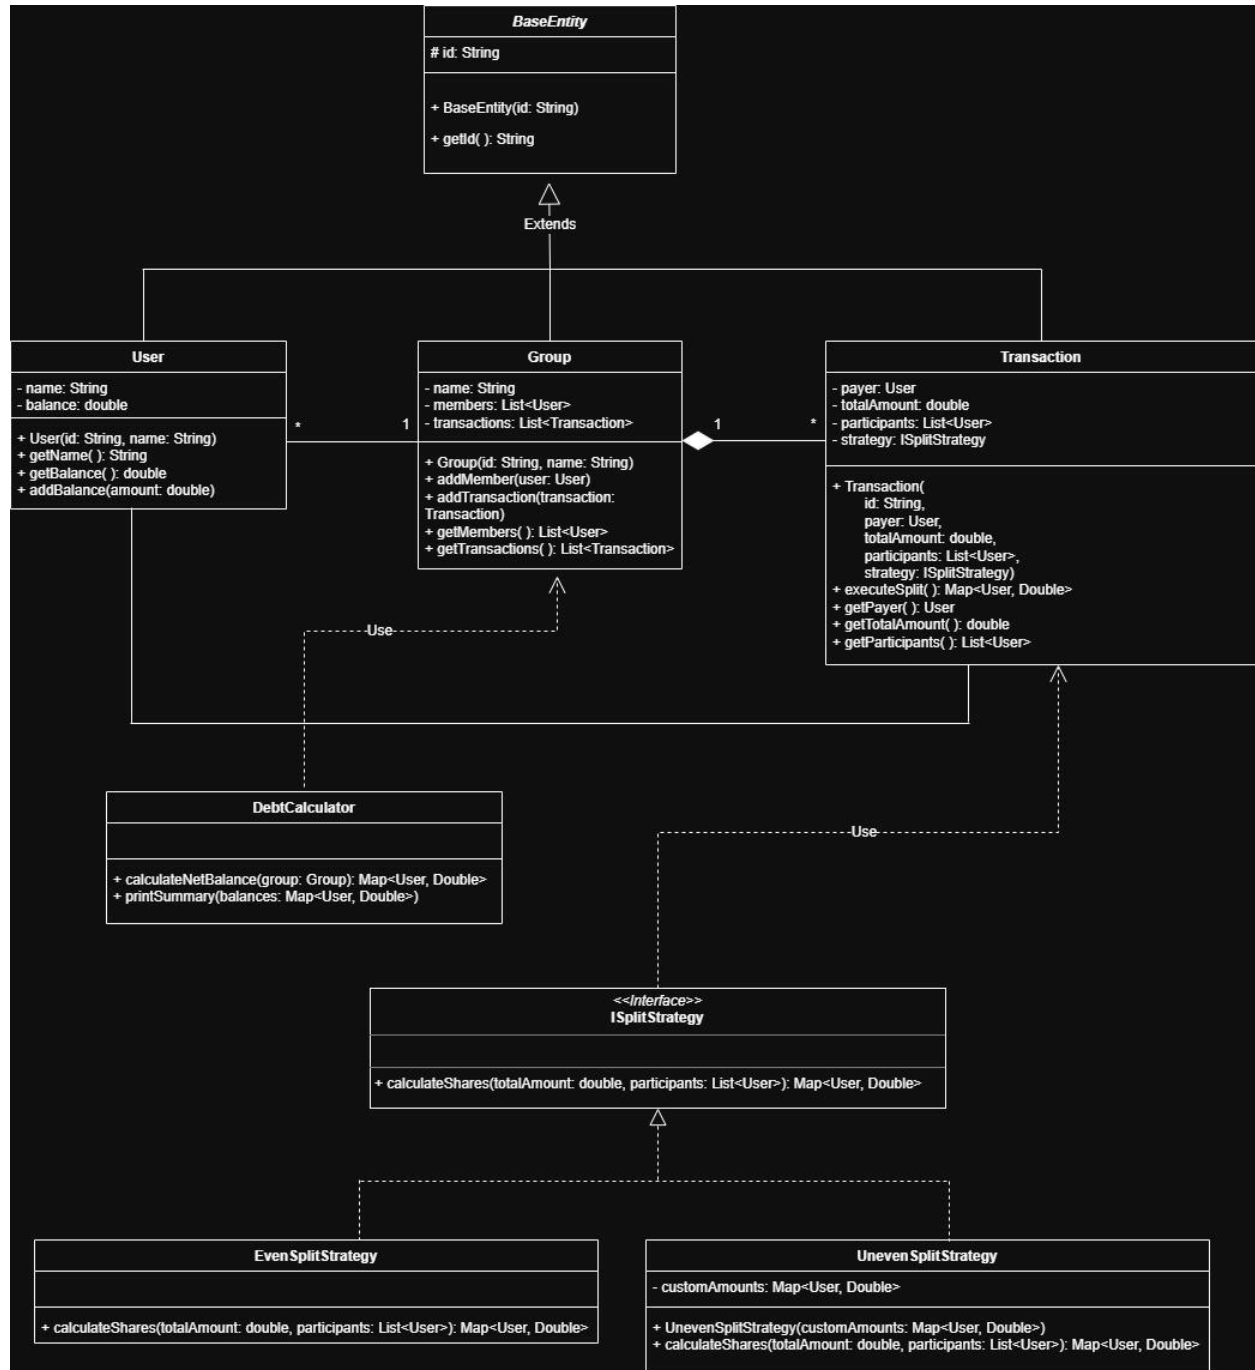 BaseEntity
# id: String
+ BaseEntity(id: String)
+ getId( ): String
Extends
User
- name: String
- balance: double
+ User(id: String, name: String)
+ getName( ): String
+ getBalance( ): double
+ addBalance(amount: double)
*
1
Group
- name: String
- members: List<User>
- transactions: List<Transaction>
+ Group(id: String, name: String)
+ addMember(user: User)
+ addTransaction(transaction:
Transaction)
+ getMembers( ): List<User>
+ getTransactions( ): List<Transaction>
1
*
Transaction
- payer: User
- totalAmount: double
- participants: List<User>
- strategy: ISplitStrategy
+ Transaction(
id: String,
payer: User,
totalAmount: double,
participants: List<User>,
strategy: ISplitStrategy)
+ executeSplit( ): Map<User, Double>
+ getPayer( ): User
+ getTotalAmount( ): double
+ getParticipants( ): List<User>
Use
DebtCalculator
+ calculateNetBalance(group: Group): Map<User, Double>
+ printSummary(balances: Map<User, Double>)
Use
<<Interface>>
ISplitStrategy
+ calculateShares(totalAmount: double, participants: List<User>): Map<User, Double>
EvenSplitStrategy
+ calculateShares(totalAmount: double, participants: List<User>): Map<User, Double>
UnevenSplitStrategy
- customAmounts: Map<User, Double>
+ UnevenSplitStrategy(customAmounts: Map<User, Double>)
+ calculateShares(totalAmount: double, participants: List<User>): Map<User, Double>